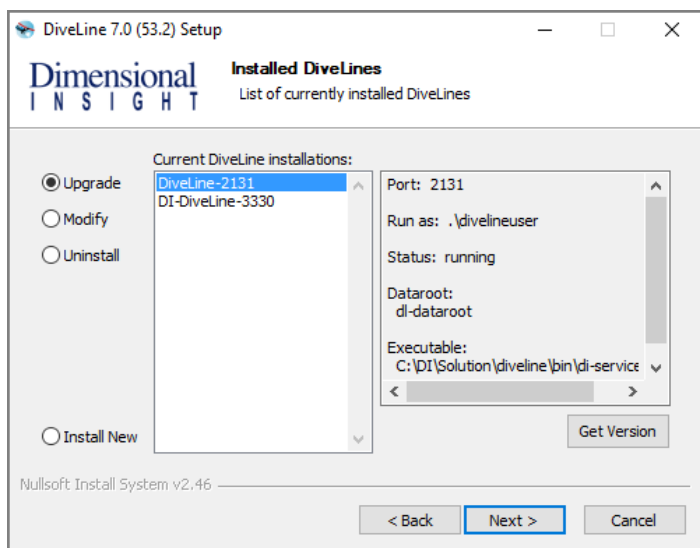 DiveLine 7.0 (53.2) Setup
Dimensional
INSIGHT
Installed DiveLines
List of currently installed DiveLines
Current DiveLine installations:
Upgrade
Modify
Uninstall
Install New
DiveLine-2131
DI-DiveLine-3330
Port: 2131
Run as: .\divelineuser
Status: running
Dataroot:
dl-dataroot
Executable:
C:\DI\Solution\diveline\bin\di-service
Get Version
Nullsoft Install System v2.46
< Back
Next >
Cancel